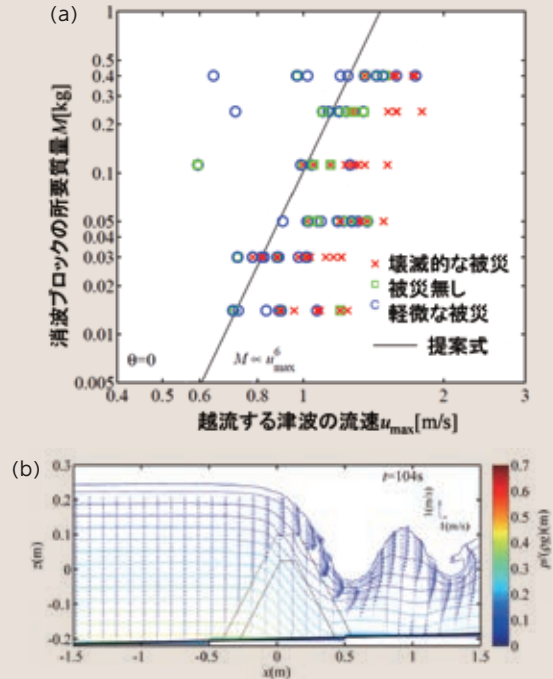 (a)
消波ブロックの所要質量M[kg]
1
0.4
0.2
0.1
0.05
0.04
0.03
0.02
0.01
0.005
× 壊滅的な被災
被災無し
軽微な被災
提案式
θ=0
M ∝ u⁶max
0.4 0.6 0.8 1 2 3
越流する津波の流速umax[m/s]
(b)
t=104s
1(m/s)
1(m/s)
z(m)
0.3
0.2
0.1
0
-0.1
-0.2
-1.5 -1.0 -0.5 0 0.5 1.0 1.5
x(m)
0.7
0.6
0.5
0.4
0.3
0.2
0.1
0
p/(ρg)(m)